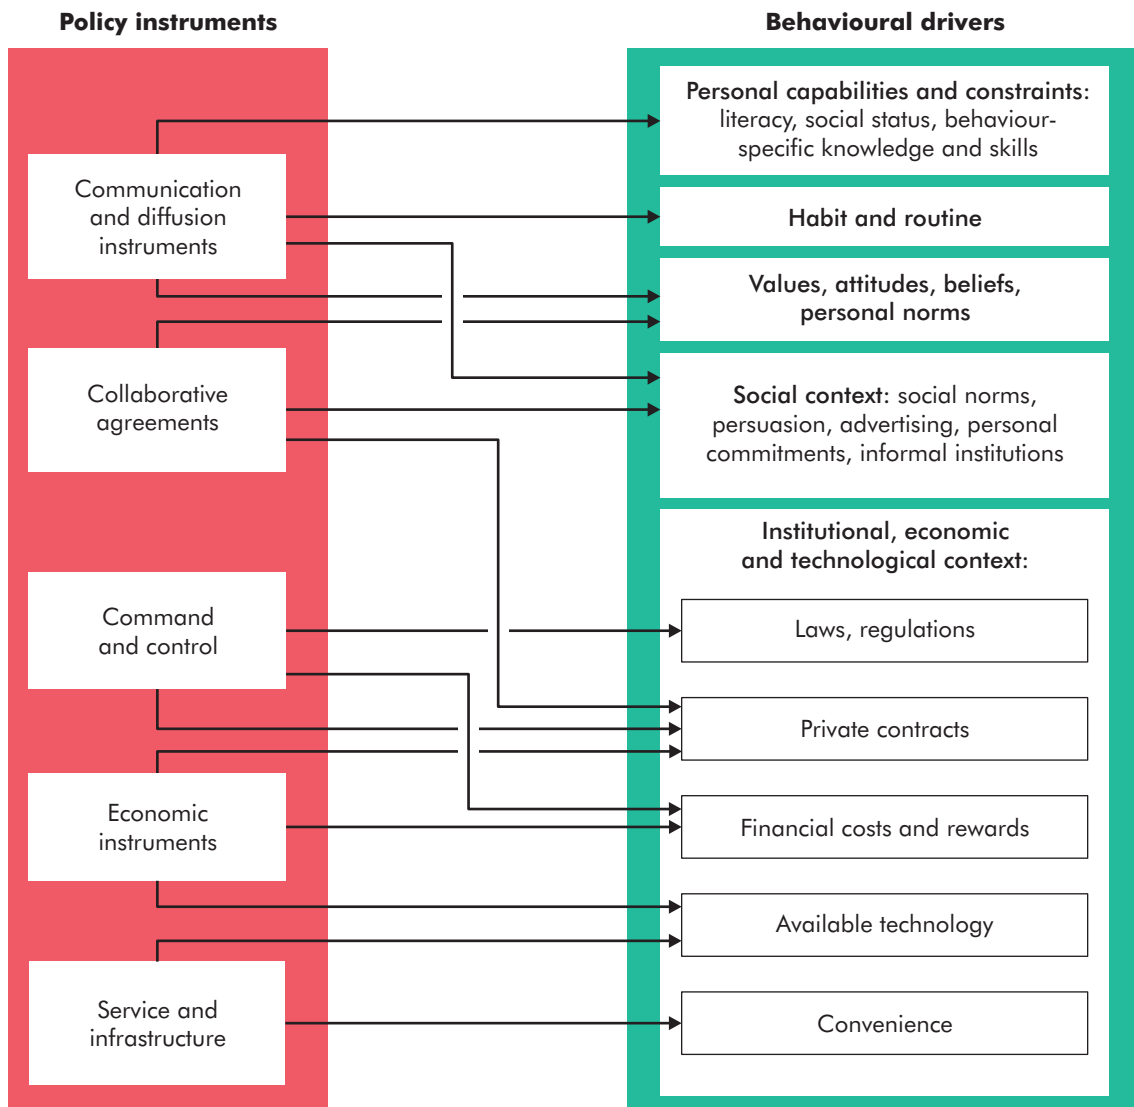 Policy instruments
Communication
and diffusion
instruments
Collaborative
agreements
Command
and control
Economic
instruments
Service and
infrastructure
Behavioural drivers
Personal capabilities and constraints:
literacy, social status, behaviour-
specific knowledge and skills
Habit and routine
Values, attitudes, beliefs,
personal norms
Social context: social norms,
persuasion, advertising, personal
commitments, informal institutions
Institutional, economic
and technological context:
Laws, regulations
Private contracts
Financial costs and rewards
Available technology
Convenience